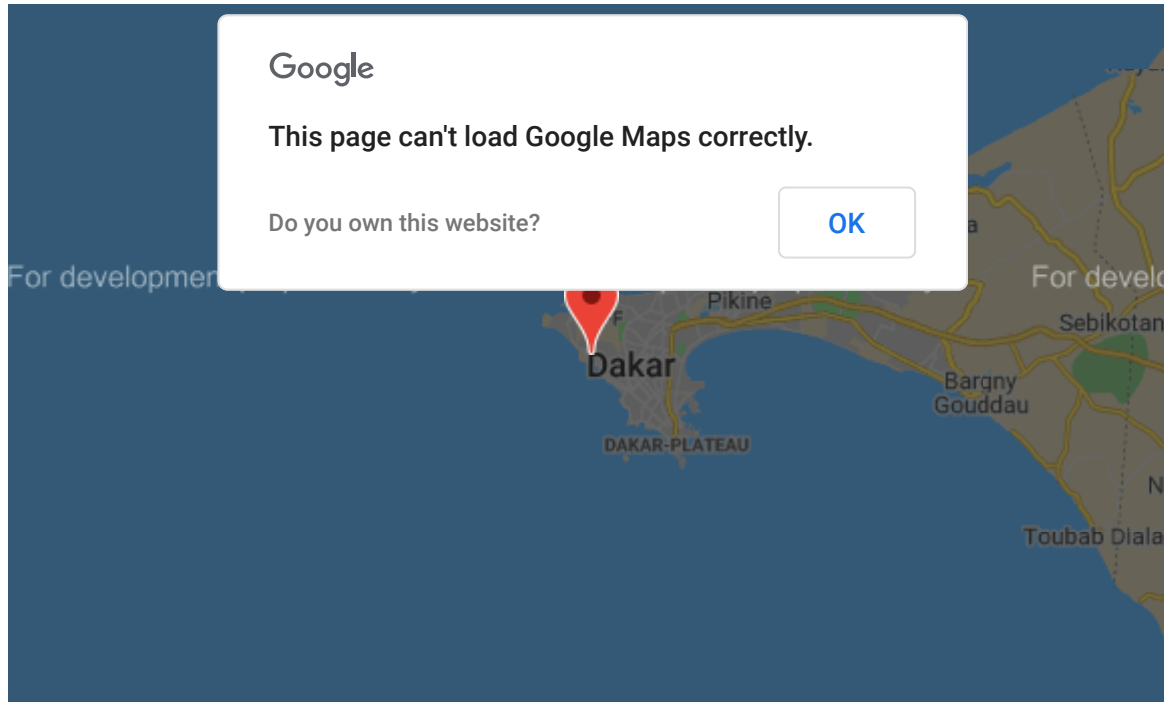 Google
This page can't load Google Maps correctly.
Do you own this website?
OK
For developmen
For develo
Pikine
F
Sebikotan
Dakar
Bargny
Gouddau
DAKAR-PLATEAU
N
Toubab Diala